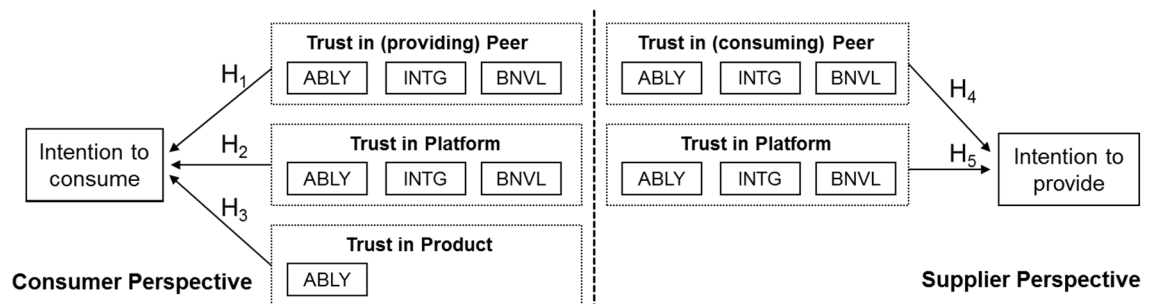 Trust in (providing) Peer
ABLY INTG BNVL
H1
Trust in Platform
ABLY INTG BNVL
H2
Intention to
consume
H3
Trust in Product
ABLY
Consumer Perspective
Trust in (consuming) Peer
ABLY INTG BNVL
H4
Trust in Platform
ABLY INTG BNVL
H5
Intention to
provide
Supplier Perspective